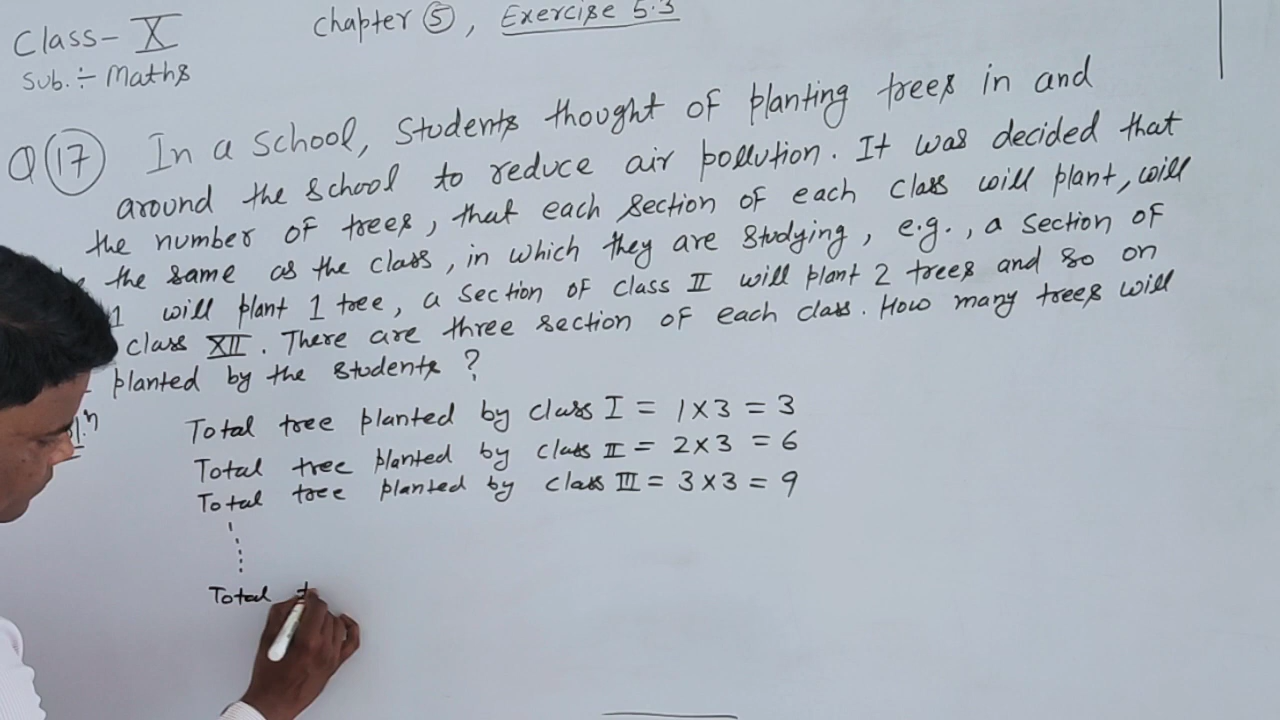 Class - X
Chapter 5, Exercise 5.3
Sub. ÷ Maths
Q 17 In a School, Students thought of planting trees in and
around the school to reduce air pollution. It was decided that
the number of trees, that each section of each class will plant, will
the same as the class, in which they are studying, e.g., a section of
1 will plant 1 tree, a section of class II will plant 2 trees and so on
class XII. There are three section of each class. How many trees will
planted by the students?
Total tree planted by class I = 1 × 3 = 3
Total tree planted by class II = 2 × 3 = 6
Total tree planted by class III = 3 × 3 = 9
Total t